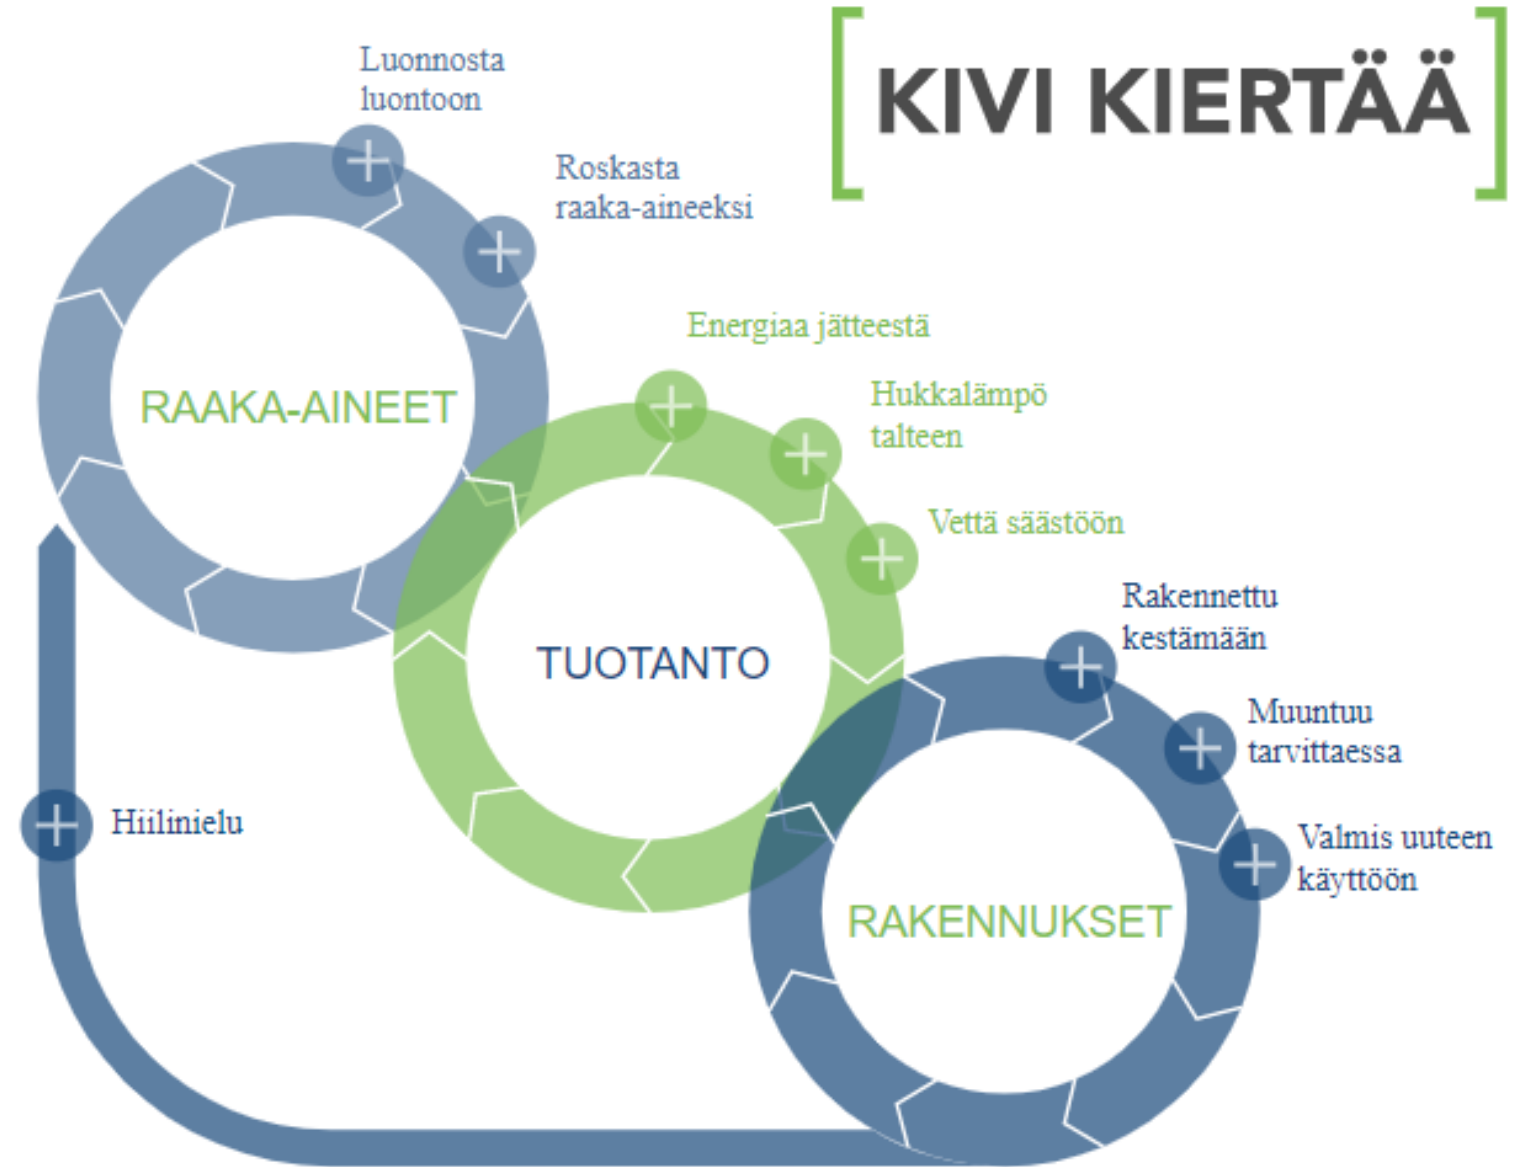 KIVI KIERTÄÄ
Luonnosta
luontoon
Roskasta
raaka-aineeksi
RAAKA-AINEET
Energiaa jätteestä
Hukkalämpö
talteen
Vettä säästöön
TUOTANTO
Rakennettu
kestämään
Muuntuu
tarvittaessa
Valmis uuteen
käyttöön
RAKENNUKSET
Hiilinielu